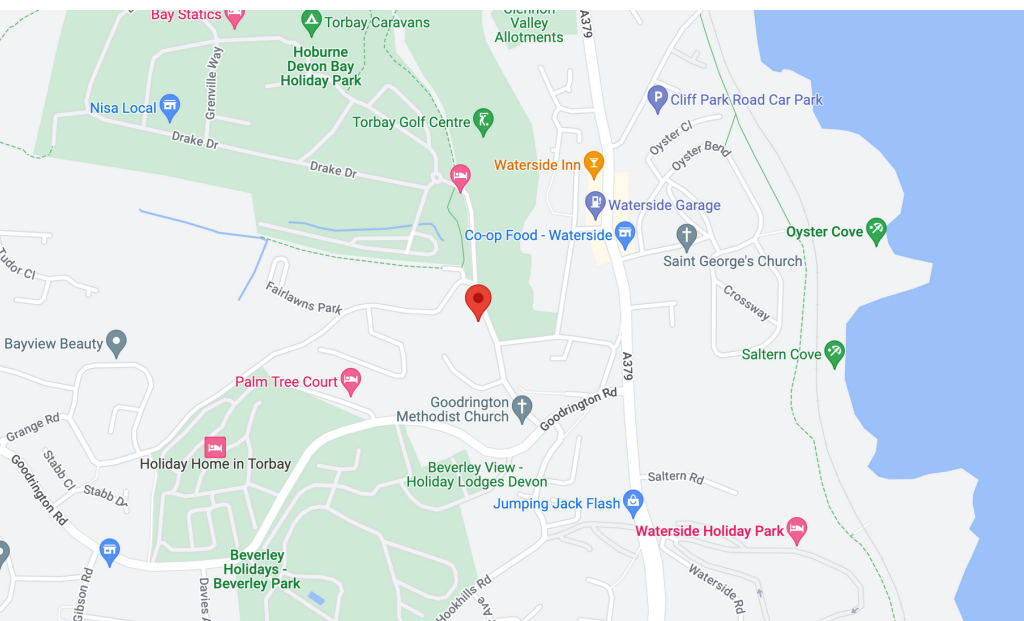 Bay Statics
Torbay Caravans
Glennon
Valley
Allotments
A379
Hoburne
Devon Bay
Holiday Park
Grenville Way
Nisa Local
Cliff Park Road Car Park
Torbay Golf Centre
Drake Dr
Oyster Cl
Oyster Bend
Waterside Inn
Drake Dr
Waterside Garage
Co-op Food - Waterside
Oyster Cove
Saint George's Church
Tudor Cl
Fairlawns Park
Crossway
Bayview Beauty
Saltern Cove
A379
Palm Tree Court
Goodrington
Methodist Church
Goodrington Rd
Grange Rd
Holiday Home in Torbay
Stabb Cl
Goodrington Rd
Stabb Dr
Beverley View -
Holiday Lodges Devon
Saltern Rd
Jumping Jack Flash
Waterside Holiday Park
Beverley
Holidays -
Beverley Park
Gibson Rd
Davies A
Hookhills Rd
Ave
Waterside Rd